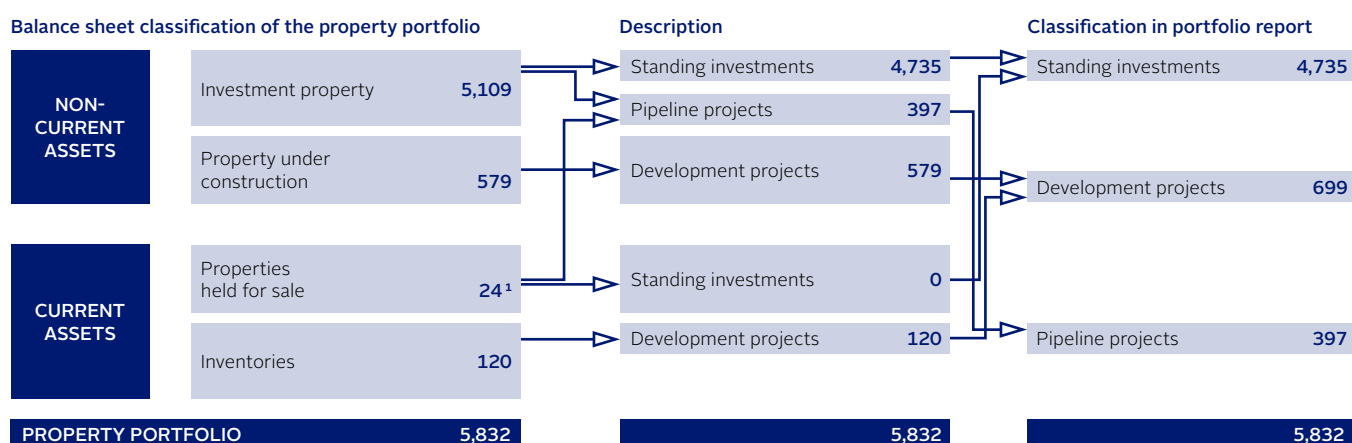 Balance sheet classification of the property portfolio
Description
Classification in portfolio report
NON-
CURRENT
ASSETS
Investment property 5,109
Property under
construction 579
Standing investments 4,735
Pipeline projects 397
Development projects 579
Standing investments 4,735
Development projects 699
CURRENT
ASSETS
Properties
held for sale 24¹
Inventories 120
Standing investments 0
Development projects 120
Pipeline projects 397
PROPERTY PORTFOLIO 5,832
5,832
5,832